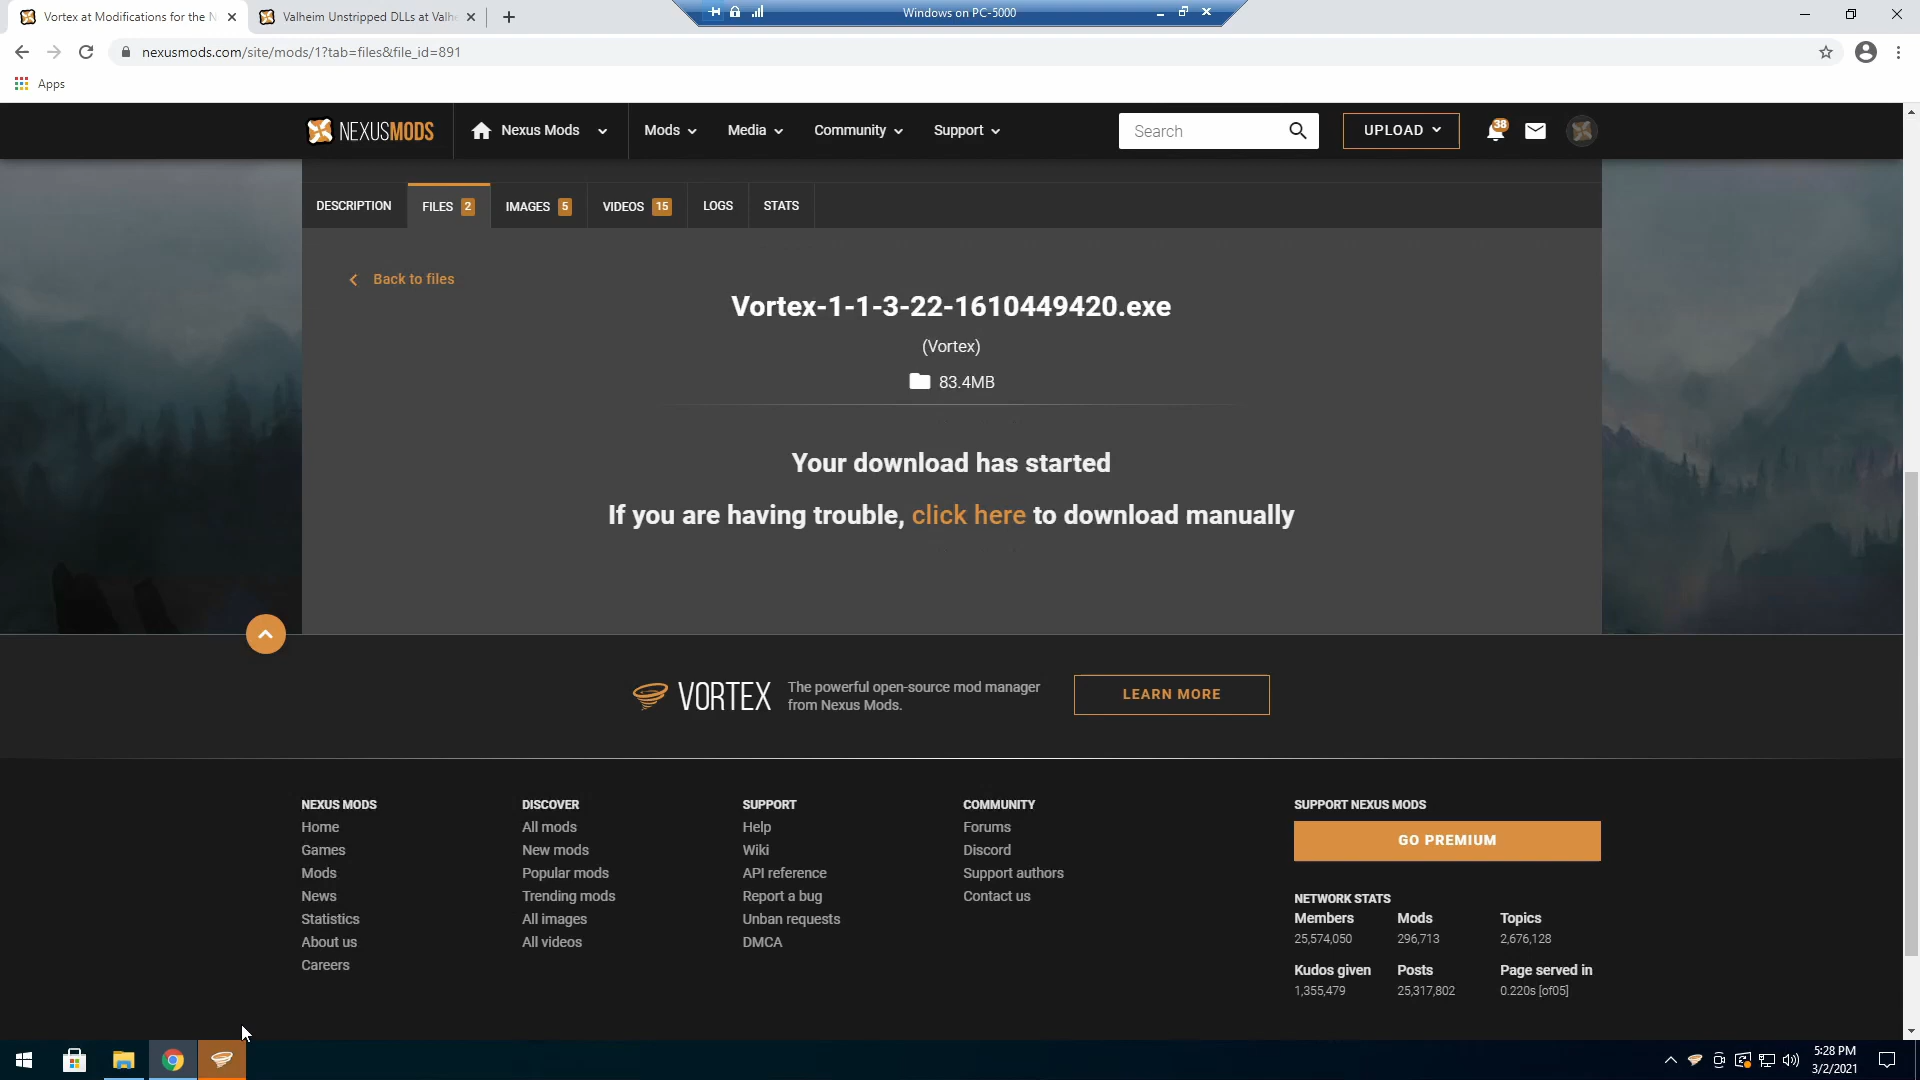 Vortex at Modifications for the N
Valheim Unstripped DLLs at Valhe
Windows on PC-5000
nexusmods.com/site/mods/1?tab=files&file_id=891
Apps
NEXUSMODS
Nexus Mods
Mods
Media
Community
Support
Search
UPLOAD
38
DESCRIPTION
FILES 2
IMAGES 5
VIDEOS 15
LOGS
STATS
Back to files
Vortex-1-1-3-22-1610449420.exe
(Vortex)
83.4MB
Your download has started
If you are having trouble, click here to download manually
VORTEX
The powerful open-source mod manager
from Nexus Mods.
LEARN MORE
NEXUS MODS
Home
Games
Mods
News
Statistics
About us
Careers
DISCOVER
All mods
New mods
Popular mods
Trending mods
All images
All videos
SUPPORT
Help
Wiki
API reference
Report a bug
Unban requests
DMCA
COMMUNITY
Forums
Discord
Support authors
Contact us
SUPPORT NEXUS MODS
GO PREMIUM
NETWORK STATS
Members Mods Topics
25,574,050 296,713 2,676,128
Kudos given Posts Page served in
1,355,479 25,317,802 0.220s [of05]
5:28 PM
3/2/2021